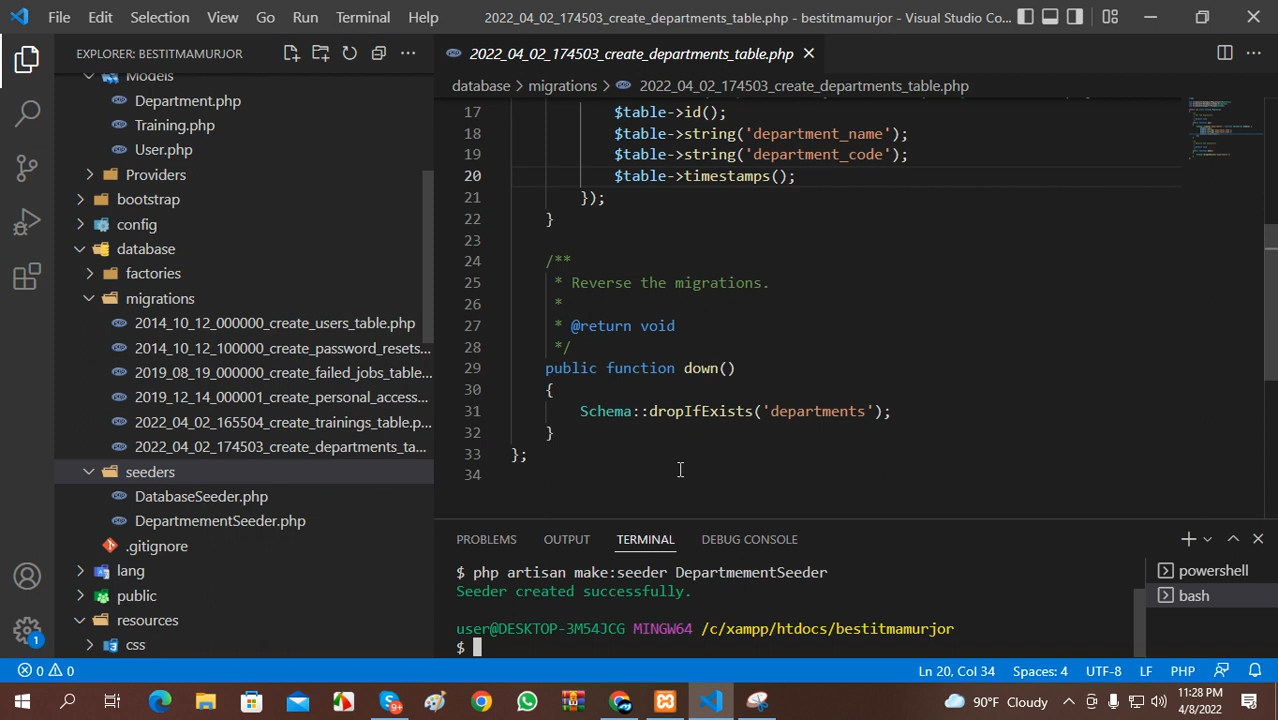 File Edit Selection View Go Run Terminal Help 2022_04_02_174503_create_departments_table.php - bestitmamurjor - Visual Studio Co...
EXPLORER: BESTITMAMURJOR
Models
Department.php
Training.php
User.php
Providers
bootstrap
config
database
factories
migrations
2014_10_12_000000_create_users_table.php
2014_10_12_100000_create_password_resets...
2019_08_19_000000_create_failed_jobs_table...
2019_12_14_000001_create_personal_access...
2022_04_02_165504_create_trainings_table.p...
2022_04_02_174503_create_departments_ta...
seeders
DatabaseSeeder.php
DepartmementSeeder.php
.gitignore
lang
public
resources
css
2022_04_02_174503_create_departments_table.php
database > migrations > 2022_04_02_174503_create_departments_table.php
17 $table->id();
18 $table->string('department_name');
19 $table->string('department_code');
20 $table->timestamps();
21 });
22 }
23
24 /**
25 * Reverse the migrations.
26 *
27 * @return void
28 */
29 public function down()
30 {
31 Schema::dropIfExists('departments');
32 }
33 };
34
PROBLEMS OUTPUT TERMINAL DEBUG CONSOLE
$ php artisan make:seeder DepartmementSeeder
Seeder created successfully.
user@DESKTOP-3M54JCG MINGW64 /c/xampp/htdocs/bestitmamurjor
$
powershell
bash
1
0 0 Ln 20, Col 34 Spaces: 4 UTF-8 LF PHP
9+ 90°F Cloudy 11:28 PM
4/8/2022